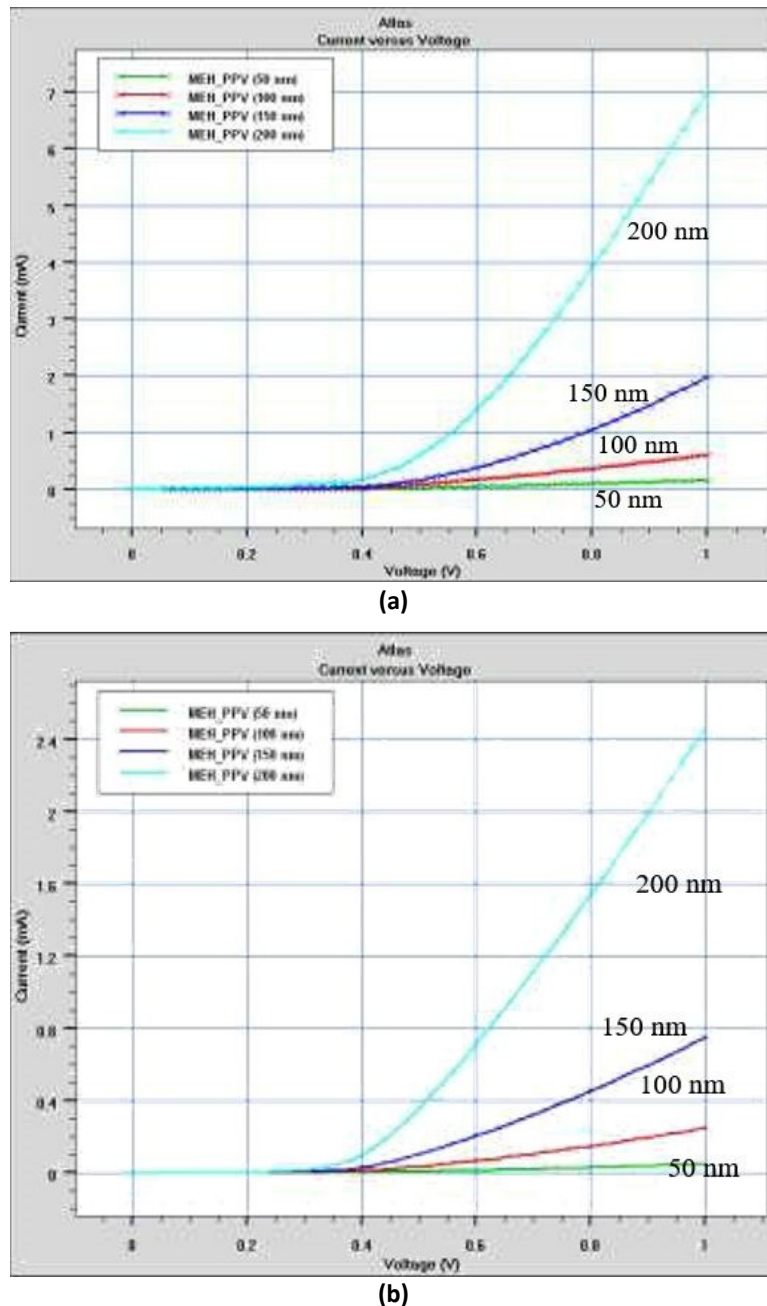 Atlas
Current versus Voltage
MEH_PPV (50 nm)
MEH_PPV (100 nm)
MEH_PPV (150 nm)
MEH_PPV (200 nm)
7
6
5
4
3
2
1
0
Current (mA)
200 nm
150 nm
100 nm
50 nm
0 0.2 0.4 0.6 0.8 1
Voltage (V)
(a)
Atlas
Current versus Voltage
MEH_PPV (50 nm)
MEH_PPV (100 nm)
MEH_PPV (150 nm)
MEH_PPV (200 nm)
2.4
2
1.6
1.2
0.8
0.4
0
Current (mA)
200 nm
150 nm
100 nm
50 nm
0 0.2 0.4 0.6 0.8 1
Voltage (V)
(b)